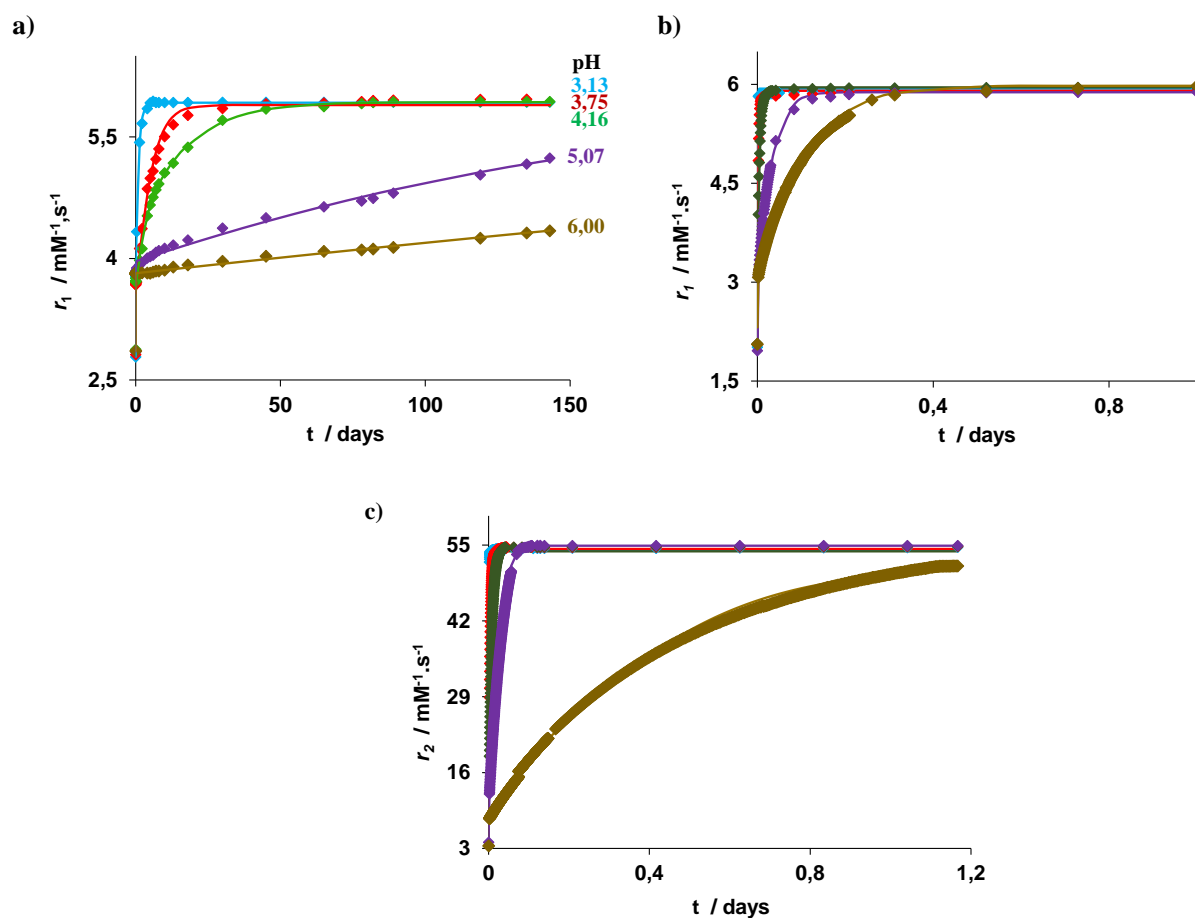 a)
r₁ / mM⁻¹,s⁻¹
5,5
4
2,5
0
50
100
150
t / days
pH
3,13
3,75
4,16
5,07
6,00
b)
r₁ / mM⁻¹.s⁻¹
6
4,5
3
1,5
0
0,4
0,8
t / days
c)
r₂ / mM⁻¹.s⁻¹
55
42
29
16
3
0
0,4
0,8
1,2
t / days